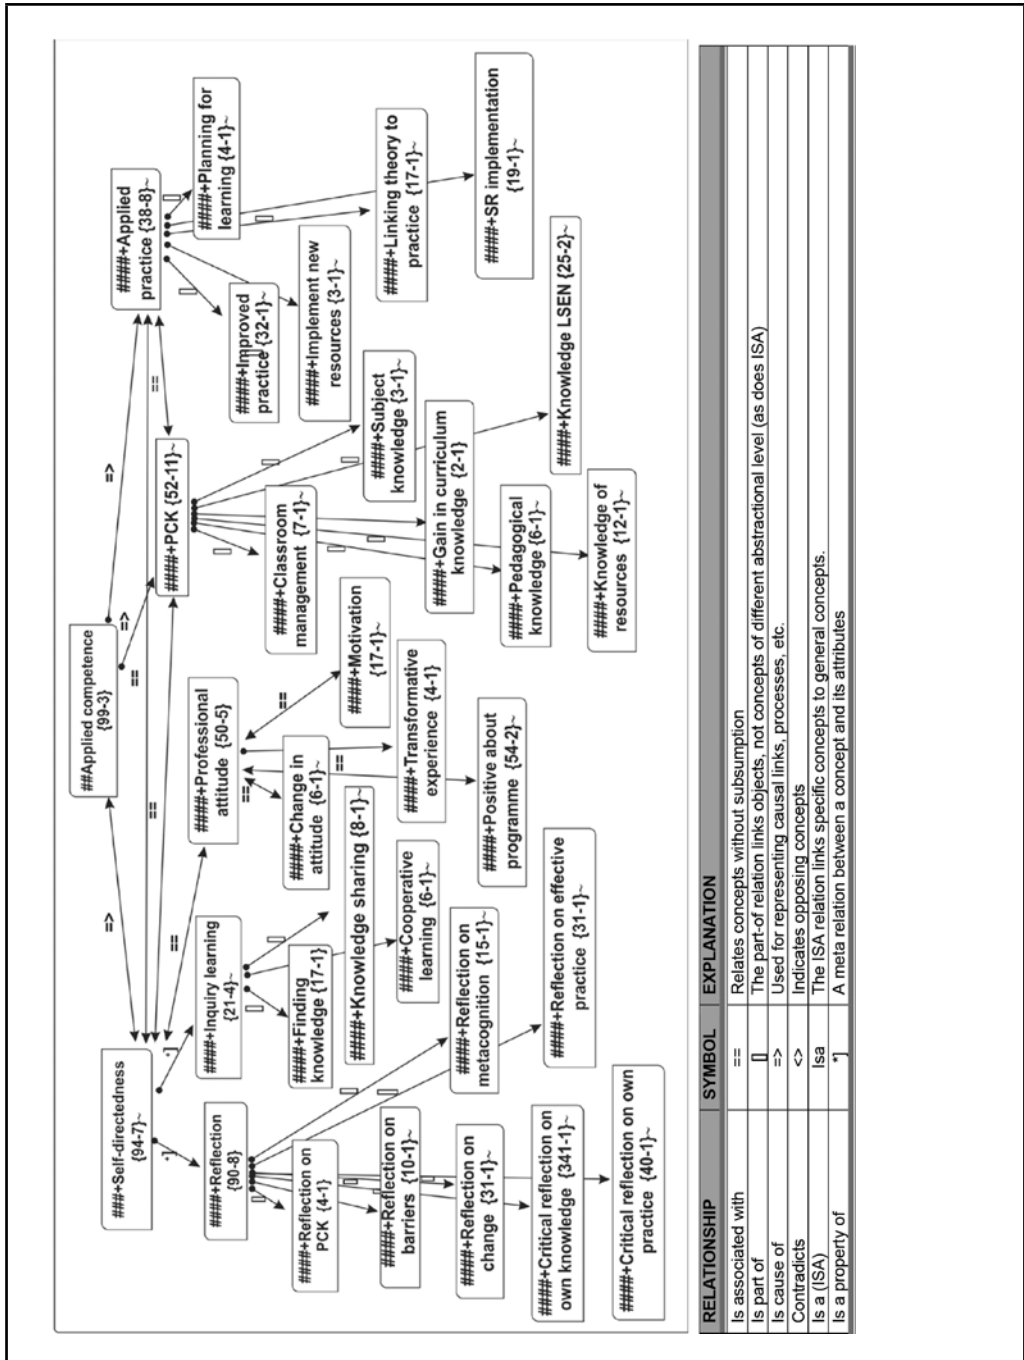 ##Applied competence
{99-3}
###+Self-directedness
{94-7}~
####+PCK {52-11}~
####+Applied
practice {38-8}~
####+Reflection
{90-8}
####+Inquiry learning
{21-4}~
####+Professional
attitude {50-5}
####+Planning for
learning {4-1}~
####+Improved
practice {32-1}~
####+Implement new
resources {3-1}~
####+Linking theory to
practice {17-1}~
####+SR implementation
{19-1}~
####+Classroom
management {7-1}~
####+Subject
knowledge {3-1}~
####+Gain in curriculum
knowledge {2-1}
####+Pedagogical
knowledge {6-1}~
####+Knowledge LSEN {25-2}~
####+Knowledge of
resources {12-1}~
####+Change in
attitude {6-1}~
####+Motivation
{17-1}~
####+Transformative
experience {4-1}
####+Positive about
programme {54-2}
####+Finding
knowledge {17-1}
####+Knowledge sharing {8-1}~
####+Cooperative
learning {6-1}~
####+Reflection on
PCK {4-1}
####+Reflection on
barriers {10-1}~
####+Reflection on
change {31-1}~
####+Critical reflection on
own knowledge {341-1}~
####+Critical reflection on own
practice {40-1}~
####+Reflection on
metacognition {15-1}~
####+Reflection on effective
practice {31-1}~
=>
=>
=>
==
==
==
==
==
==
==
*]
*]
RELATIONSHIP SYMBOL EXPLANATION
Is associated with == Relates concepts without subsumption
Is part of [] The part-of relation links objects, not concepts of different abstractional level (as does ISA)
Is cause of => Used for representing causal links, processes, etc.
Contradicts <> Indicates opposing concepts
Is a (ISA) Isa The ISA relation links specific concepts to general concepts.
Is a property of *] A meta relation between a concept and its attributes